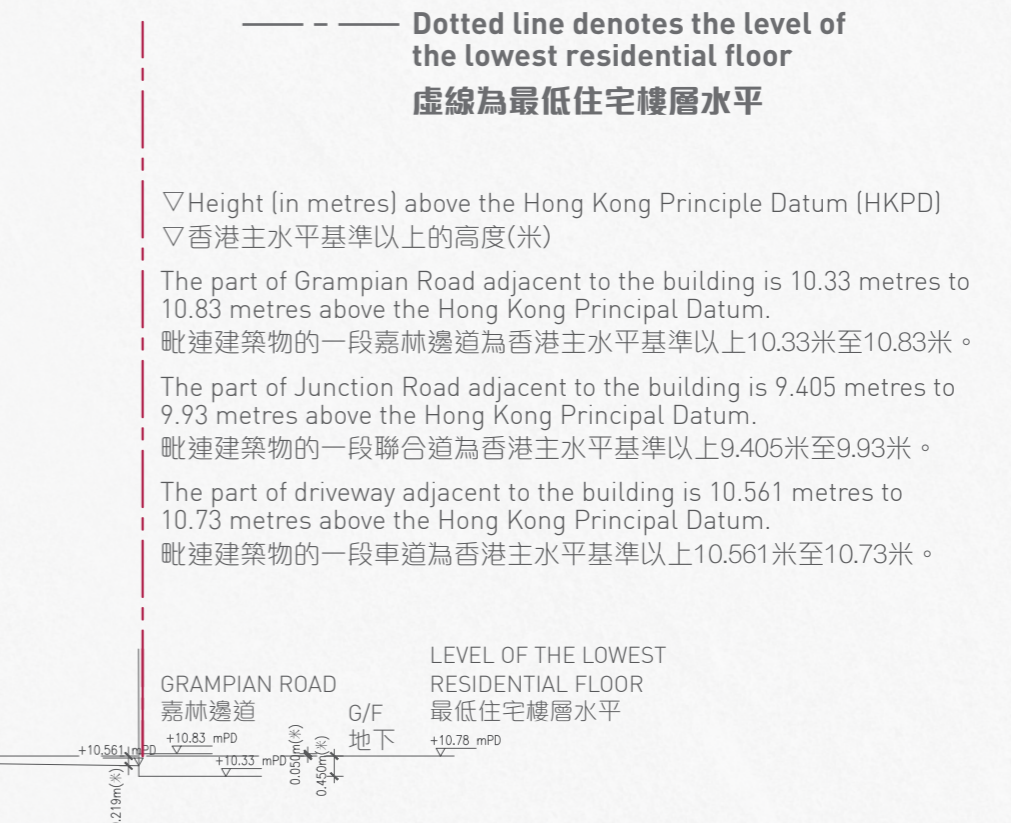 Dotted line denotes the level of
the lowest residential floor
虛線為最低住宅樓層水平
▽Height (in metres) above the Hong Kong Principle Datum (HKPD)
▽香港主水平基準以上的高度(米)
The part of Grampian Road adjacent to the building is 10.33 metres to
10.83 metres above the Hong Kong Principal Datum.
毗連建築物的一段嘉林邊道為香港主水平基準以上10.33米至10.83米。
The part of Junction Road adjacent to the building is 9.405 metres to
9.93 metres above the Hong Kong Principal Datum.
毗連建築物的一段聯合道為香港主水平基準以上9.405米至9.93米。
The part of driveway adjacent to the building is 10.561 metres to
10.73 metres above the Hong Kong Principal Datum.
毗連建築物的一段車道為香港主水平基準以上10.561米至10.73米。
LEVEL OF THE LOWEST
RESIDENTIAL FLOOR
最低住宅樓層水平
GRAMPIAN ROAD
嘉林邊道
G/F
地下
+10.83 mPD
+10.78 mPD
+10.561 mPD
+10.33 mPD
0.050m(米)
0.450m(米)
.219m(米)